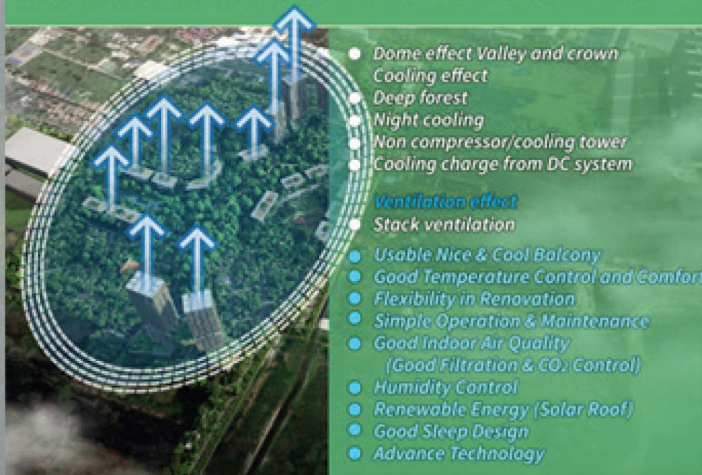 Dome effect Valley and crown
Cooling effect
Deep forest
Night cooling
Non compressor/cooling tower
Cooling charge from DC system
Ventilation effect
Stack ventilation
Usable Nice & Cool Balcony
Good Temperature Control and Comfort
Flexibility in Renovation
Simple Operation & Maintenance
Good Indoor Air Quality
(Good Filtration & CO₂ Control)
Humidity Control
Renewable Energy (Solar Roof)
Good Sleep Design
Advance Technology